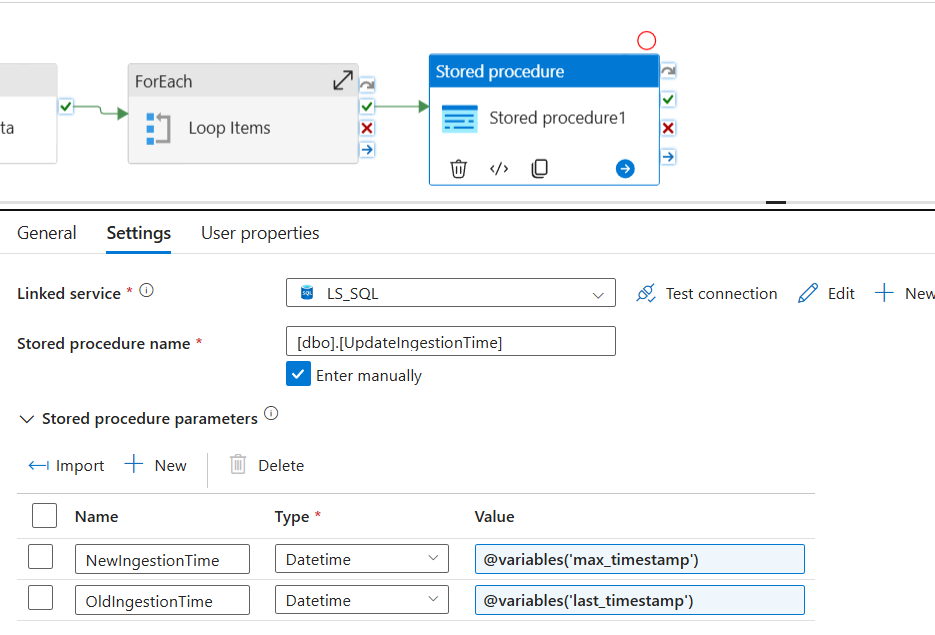 ForEach
Stored procedure
ta
Loop Items
Stored procedure1
General Settings User properties
Linked service *
SQL LS_SQL
Test connection Edit New
Stored procedure name *
[dbo].[UpdateIngestionTime]
Enter manually
Stored procedure parameters
Import New Delete
Name Type * Value
NewIngestionTime Datetime @variables('max_timestamp')
OldIngestionTime Datetime @variables('last_timestamp')